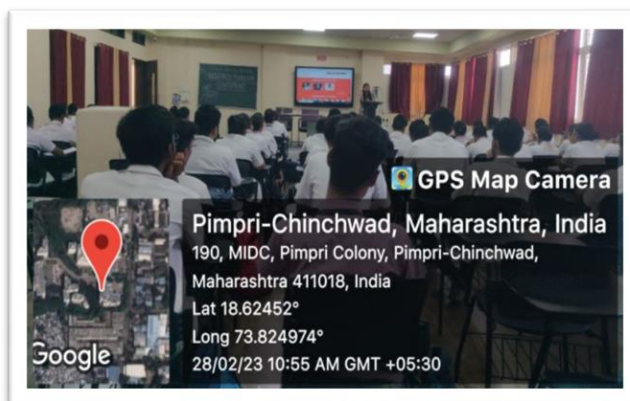 GPS Map Camera
Pimpri-Chinchwad, Maharashtra, India
190, MIDC, Pimpri Colony, Pimpri-Chinchwad,
Maharashtra 411018, India
Lat 18.62452°
Long 73.824974°
28/02/23 10:55 AM GMT +05:30
Google